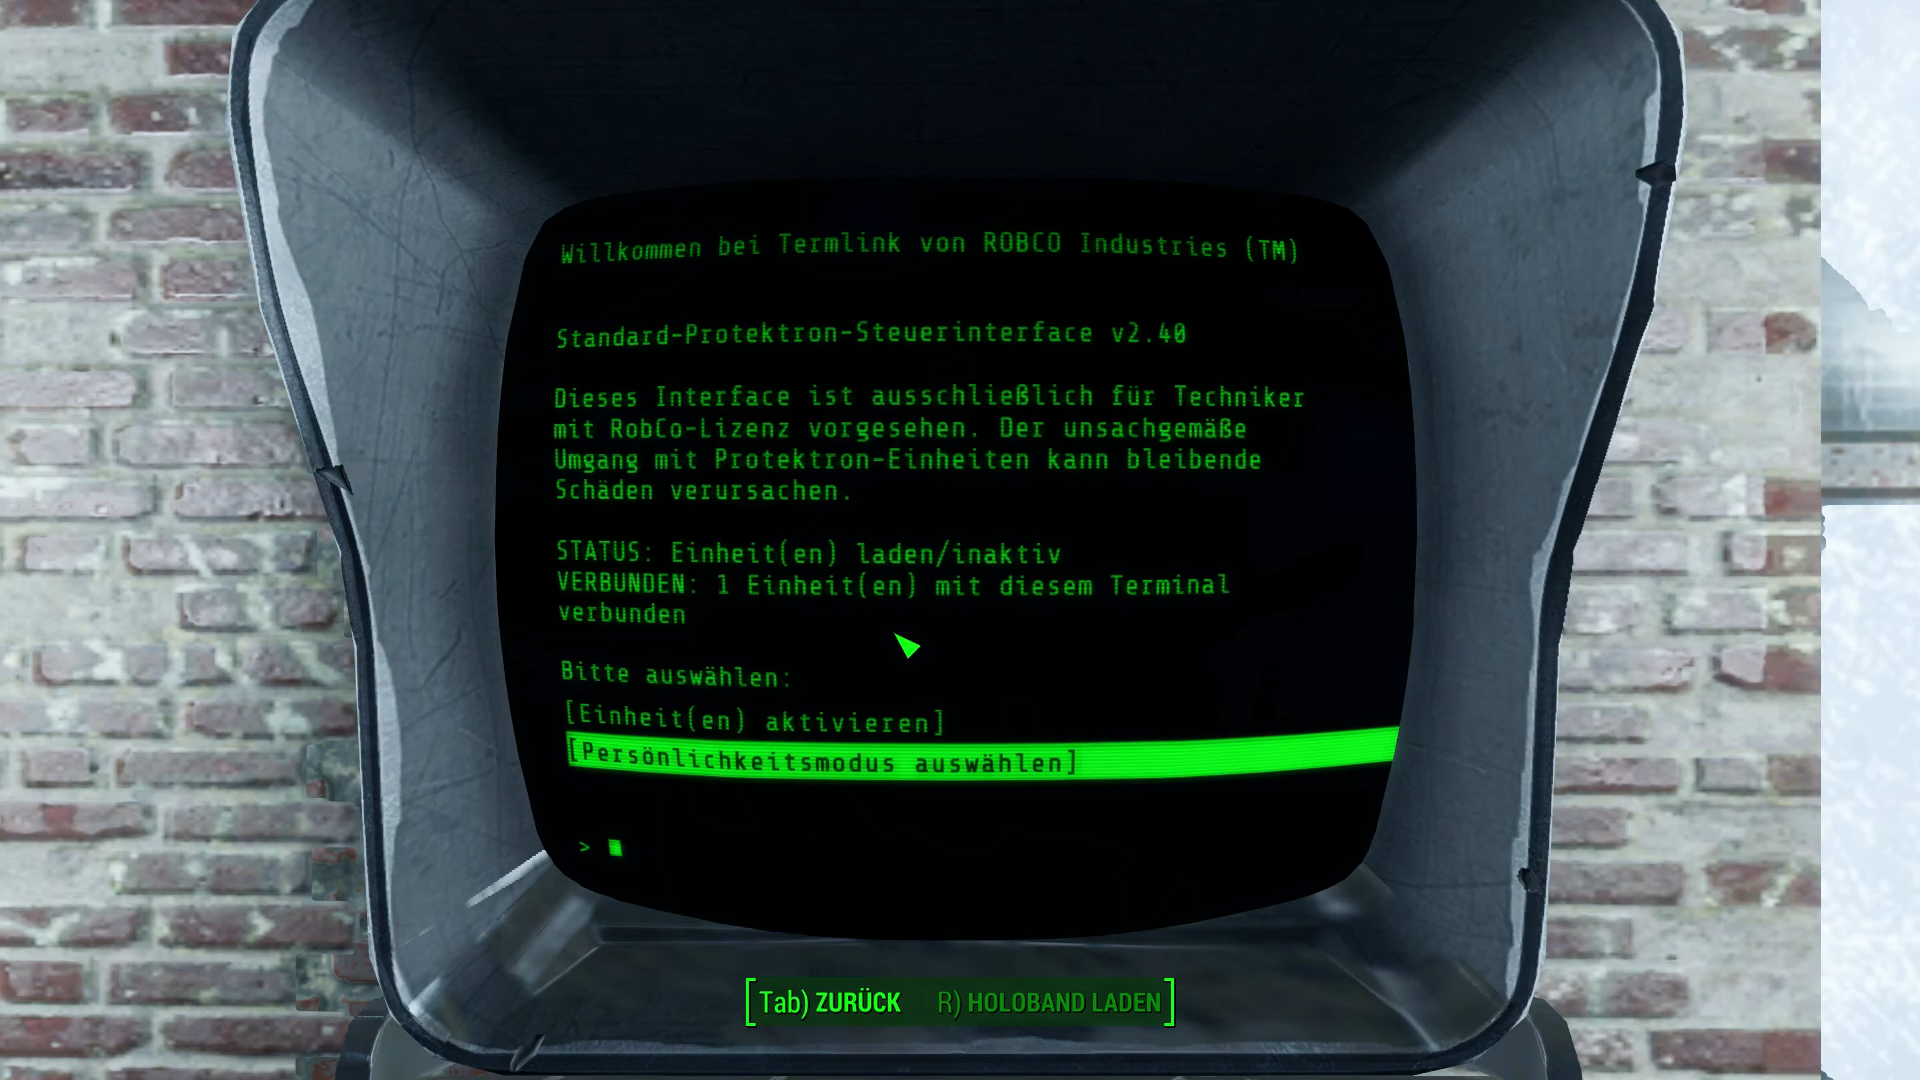 Willkommen bei Termlink von ROBCO Industries (TM)
Standard-Protektron-Steuerinterface v2.40
Dieses Interface ist ausschließlich für Techniker
mit RobCo-Lizenz vorgesehen. Der unsachgemäße
Umgang mit Protektron-Einheiten kann bleibende
Schäden verursachen.
STATUS: Einheit(en) laden/inaktiv
VERBUNDEN: 1 Einheit(en) mit diesem Terminal
verbunden
Bitte auswählen:
[Einheit(en) aktivieren]
[Persönlichkeitsmodus auswählen]
>
Tab) ZURÜCK R) HOLOBAND LADEN